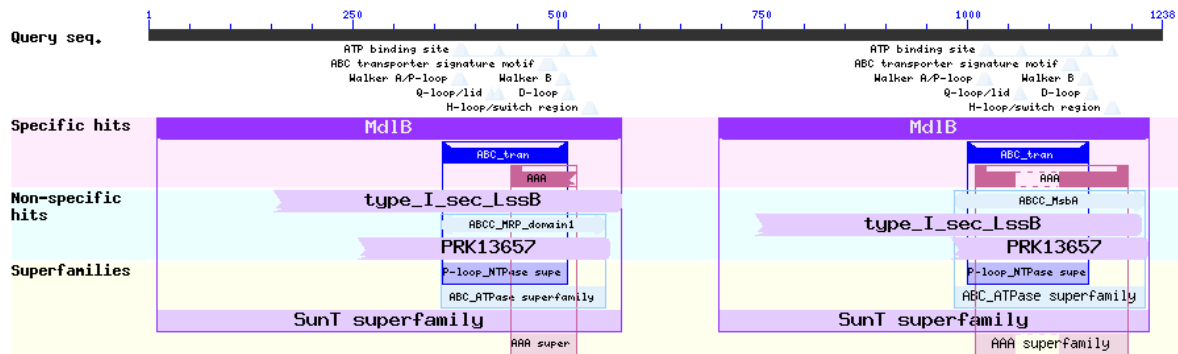 1 250 500 750 1000 1238
Query seq.
ATP binding site ATP binding site
ABC transporter signature motif ABC transporter signature motif
Walker A/P-loop Walker B Walker A/P-loop Walker B
Q-loop/lid D-loop Q-loop/lid D-loop
H-loop/switch region H-loop/switch region
Specific hits MdlB MdlB
ABC_tran ABC_tran
AAA AAA
Non-specific hits type_I_sec_LssB ABCC_MsbA
ABCC_MRP_domain1 type_I_sec_LssB
PRK13657 PRK13657
Superfamilies P-loop_NTPase supe P-loop_NTPase supe
ABC_ATPase superfamily ABC_ATPase superfamily
SunT superfamily SunT superfamily
AAA super AAA superfamily